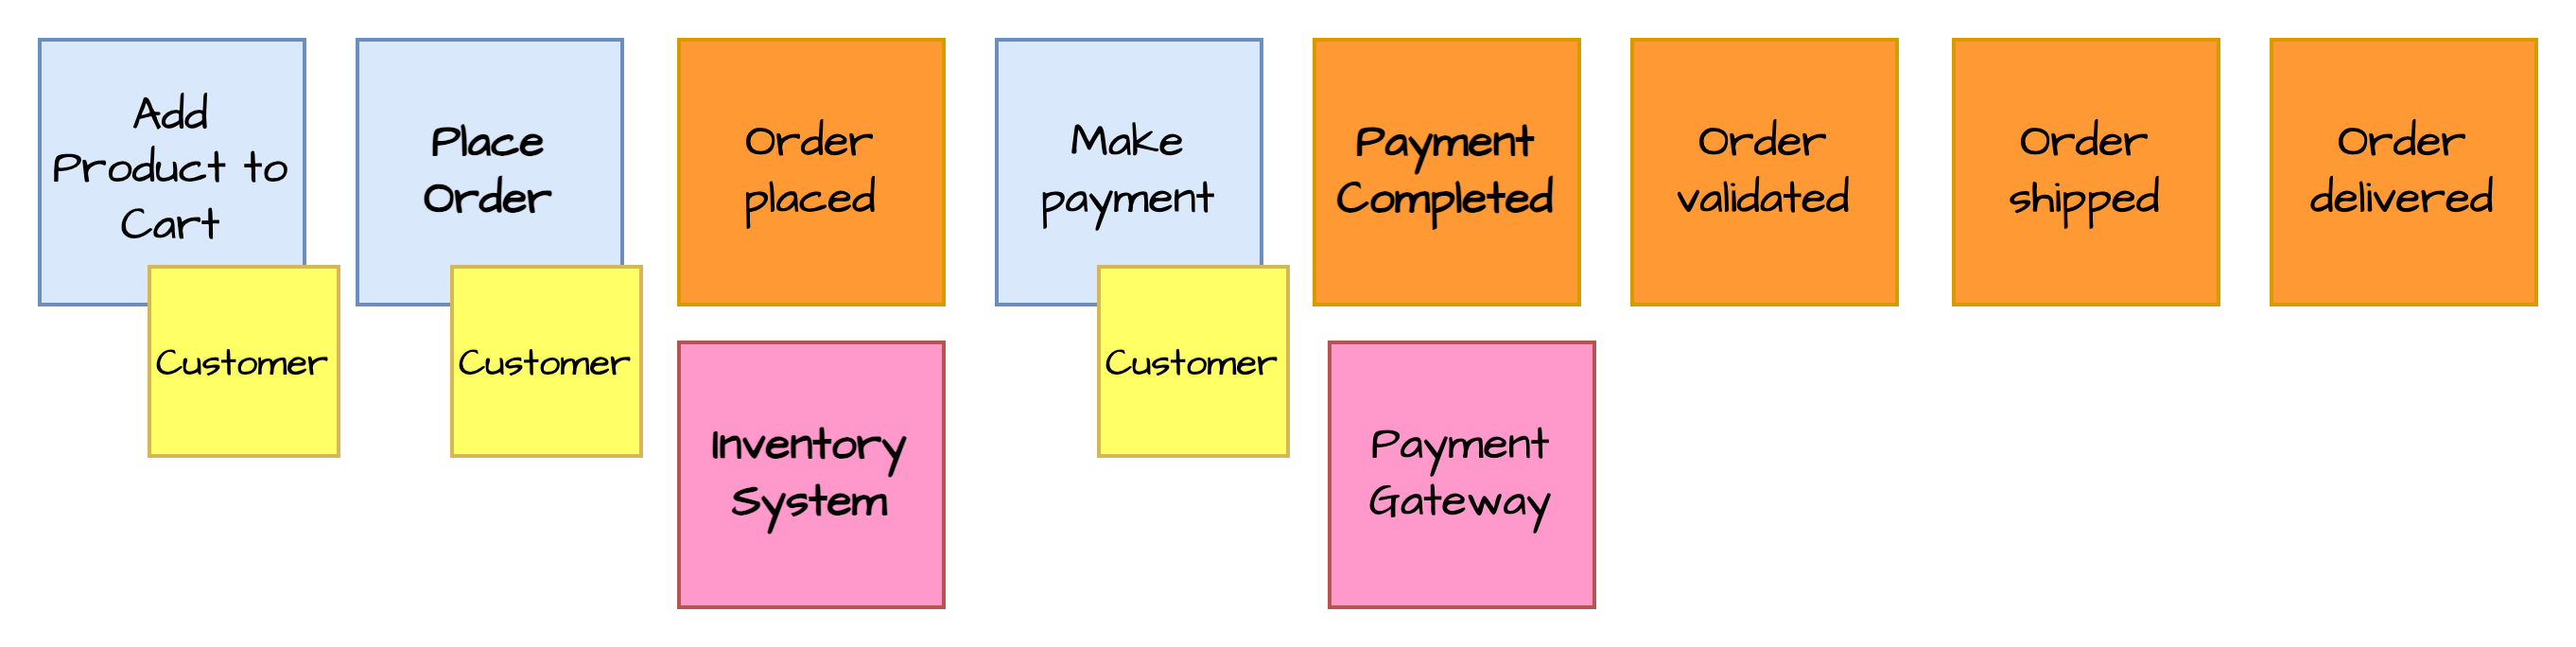 Add
Product to
Cart
Customer
Place
Order
Customer
Order
placed
Inventory
System
Make
payment
Customer
Payment
Completed
Payment
Gateway
Order
validated
Order
shipped
Order
delivered